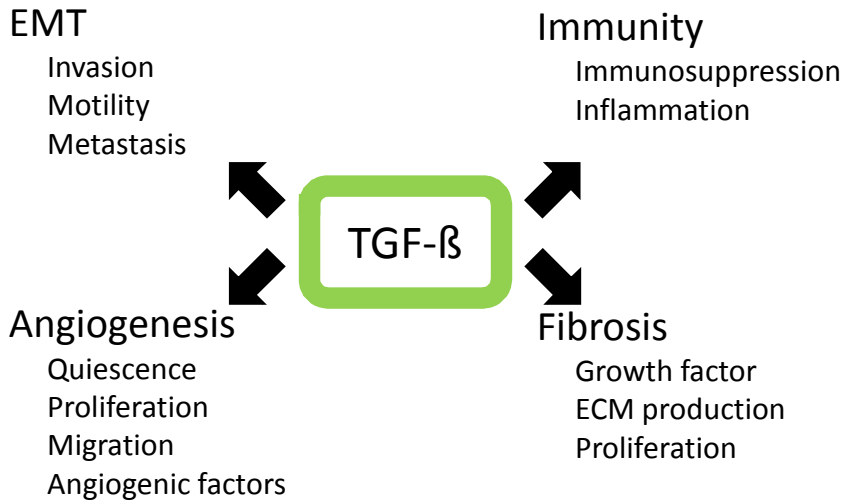 EMT
Invasion
Motility
Metastasis
Immunity
Immunosuppression
Inflammation
TGF-ß
Angiogenesis
Quiescence
Proliferation
Migration
Angiogenic factors
Fibrosis
Growth factor
ECM production
Proliferation